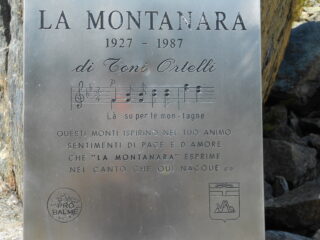 LA MONTANARA
1927 - 1987
di Toni Ortelli
Là su per le mon-tagne
QUESTI MONTI ISPIRINO NEL TUO ANIMO
SENTIMENTI DI PACE E D'AMORE
CHE "LA MONTANARA" ESPRIME
NEL CANTO CHE QUI NACQUE
PRO
BALME